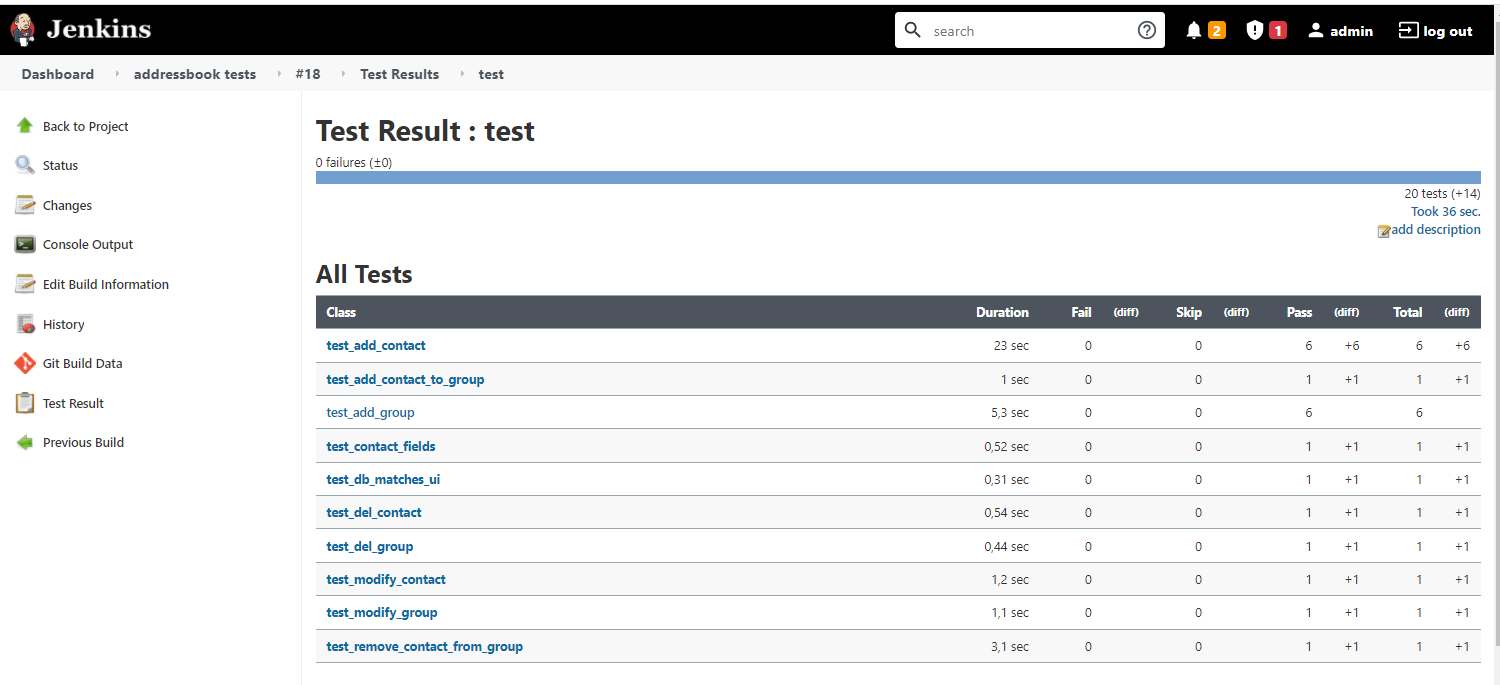 Jenkins
search
2
1
admin
log out
Dashboard addressbook tests #18 Test Results test
Back to Project
Status
Changes
Console Output
Edit Build Information
History
Git Build Data
Test Result
Previous Build
Test Result : test
0 failures (±0)
20 tests (+14)
Took 36 sec.
add description
All Tests
Class Duration Fail (diff) Skip (diff) Pass (diff) Total (diff)
test_add_contact 23 sec 0 0 6 +6 6 +6
test_add_contact_to_group 1 sec 0 0 1 +1 1 +1
test_add_group 5,3 sec 0 0 6 6
test_contact_fields 0,52 sec 0 0 1 +1 1 +1
test_db_matches_ui 0,31 sec 0 0 1 +1 1 +1
test_del_contact 0,54 sec 0 0 1 +1 1 +1
test_del_group 0,44 sec 0 0 1 +1 1 +1
test_modify_contact 1,2 sec 0 0 1 +1 1 +1
test_modify_group 1,1 sec 0 0 1 +1 1 +1
test_remove_contact_from_group 3,1 sec 0 0 1 +1 1 +1